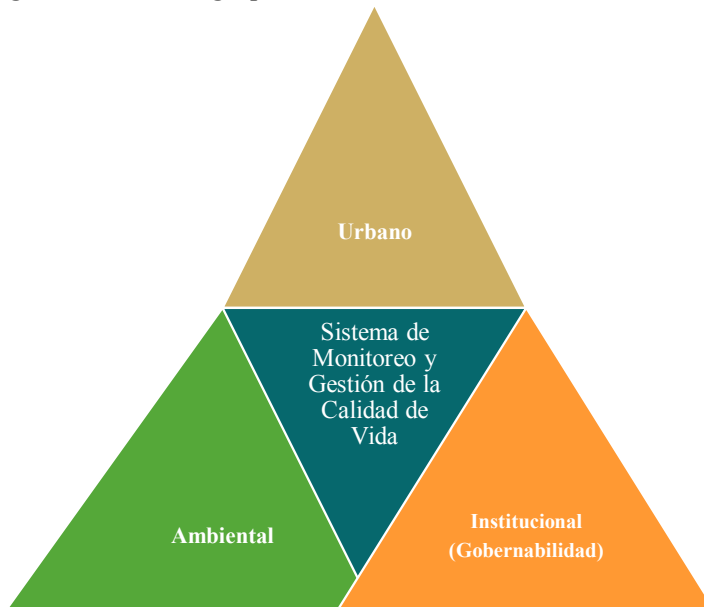 Urbano
Sistema de
Monitoreo y
Gestión de la
Calidad de
Vida
Ambiental
Institucional
(Gobernabilidad)